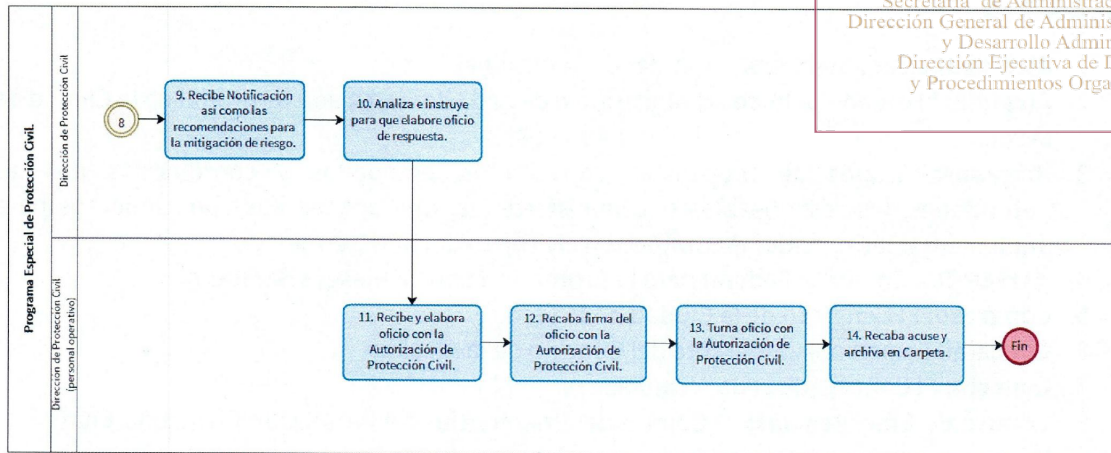 Secretaría de Administrac
Dirección General de Adminis
y Desarrollo Admin
Dirección Ejecutiva de D
y Procedimientos Orga
Programa Especial de Protección Civil.
Dirección de Protección Civil
8
9. Recibe Notificación
así como las
recomendaciones para
la mitigación de riesgo.
10. Analiza e instruye
para que elabore oficio
de respuesta.
Dirección de Protección Civil
(personal operativo)
11. Recibe y elabora
oficio con la
Autorización de
Protección Civil.
12. Recaba firma del
oficio con la
Autorización de
Protección Civil.
13. Turna oficio con
la Autorización de
Protección Civil.
14. Recaba acuse y
archiva en Carpeta.
Fin